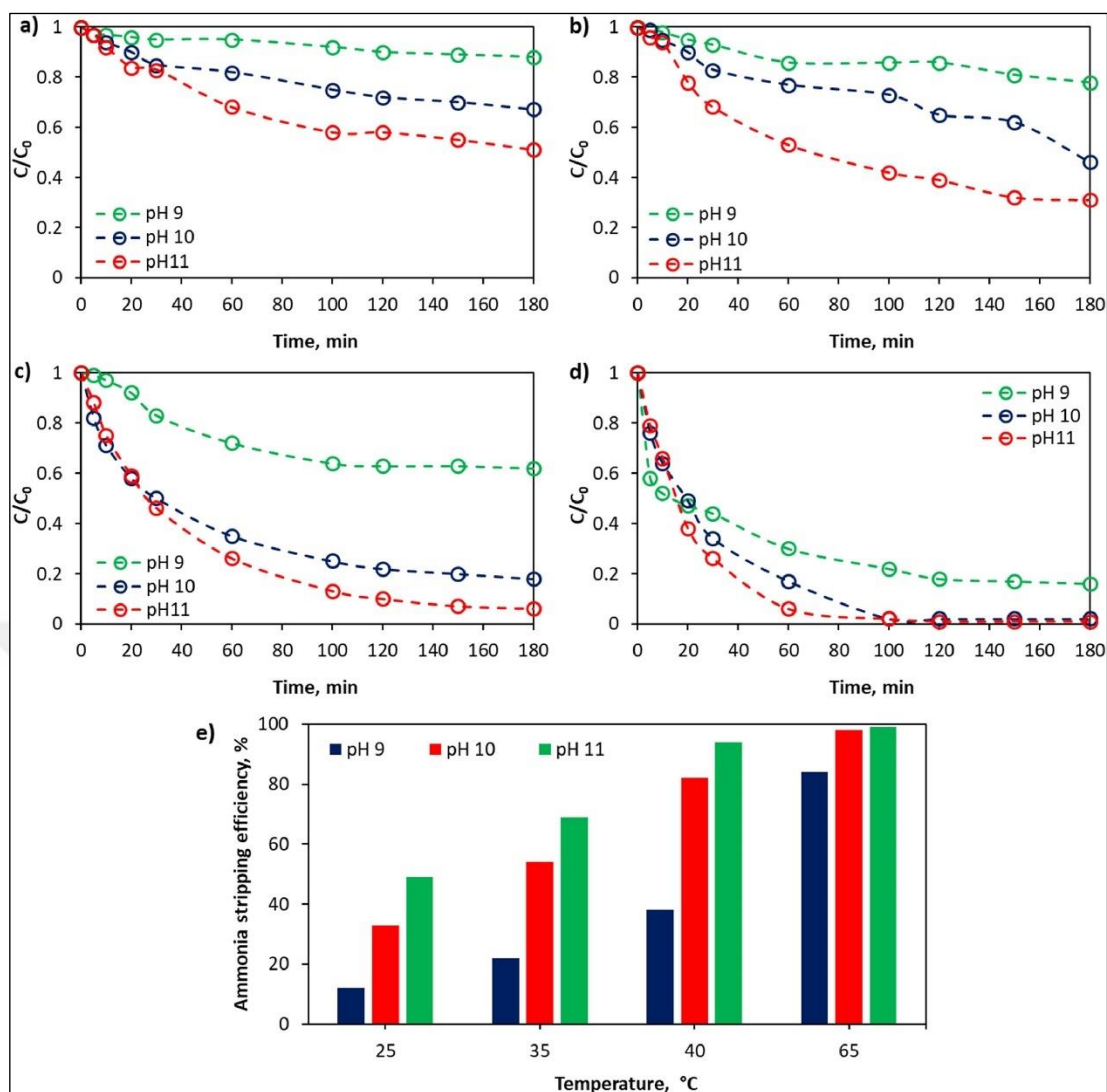 a)
C/C0
1
0.8
0.6
0.4
0.2
0
pH 9
pH 10
pH11
0 20 40 60 80 100 120 140 160 180
Time, min
b)
C/C0
1
0.8
0.6
0.4
0.2
0
pH 9
pH 10
pH11
0 20 40 60 80 100 120 140 160 180
Time, min
c)
C/C0
1
0.8
0.6
0.4
0.2
0
pH 9
pH 10
pH11
0 20 40 60 80 100 120 140 160 180
Time, min
d)
C/C0
1
0.8
0.6
0.4
0.2
0
pH 9
pH 10
pH11
0 20 40 60 80 100 120 140 160 180
Time, min
e)
Ammonia stripping efficiency, %
100
80
60
40
20
0
pH 9 pH 10 pH 11
25 35 40 65
Temperature, °C